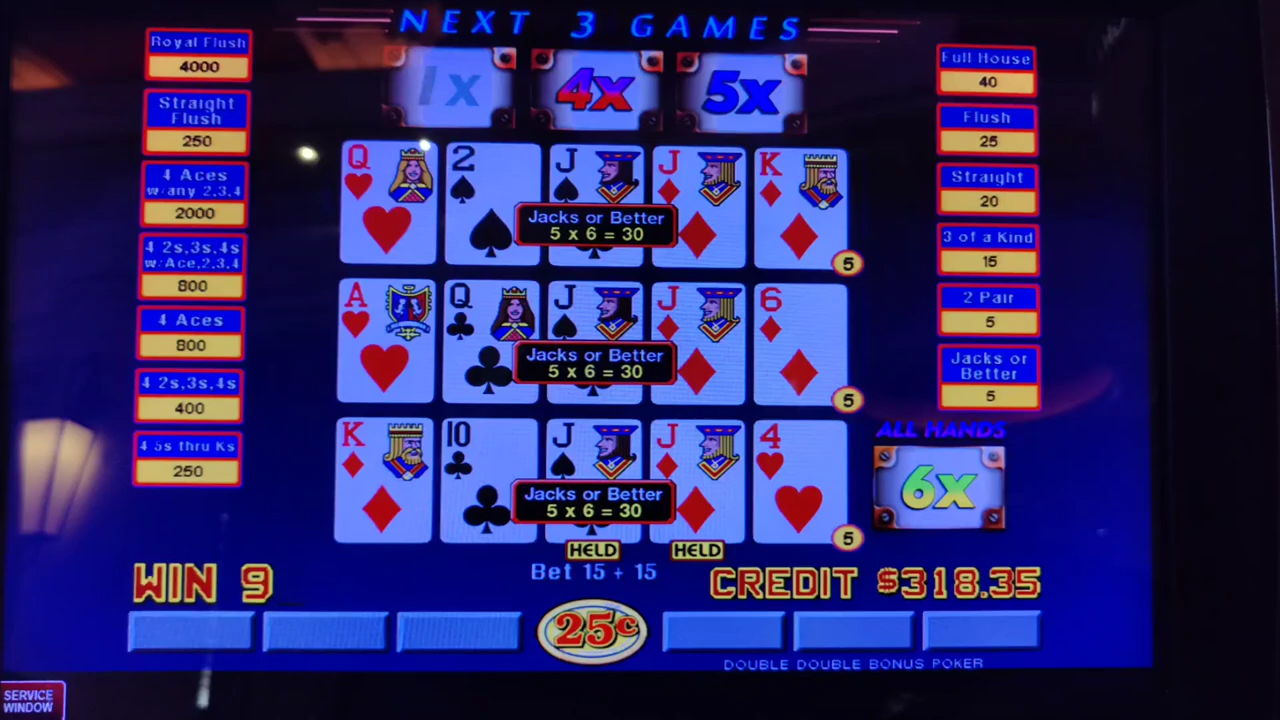 NEXT 3 GAMES
1x 4x 5x
Royal Flush
4000
Straight
Flush
250
4 Aces
w/any 2,3,4
2000
4 2s,3s,4s
w/Ace,2,3,4
800
4 Aces
800
4 2s,3s,4s
400
4 5s thru Ks
250
Q 2 J J K
Jacks or Better
5 x 6 = 30
5
A Q J J 6
Jacks or Better
5 x 6 = 30
5
K 10 J J 4
Jacks or Better
5 x 6 = 30
5
HELD HELD
Full House
40
Flush
25
Straight
20
3 of a Kind
15
2 Pair
5
Jacks or
Better
5
ALL HANDS
6x
WIN 9
Bet 15 + 15
CREDIT $318.35
25¢
DOUBLE DOUBLE BONUS POKER
SERVICE
WINDOW